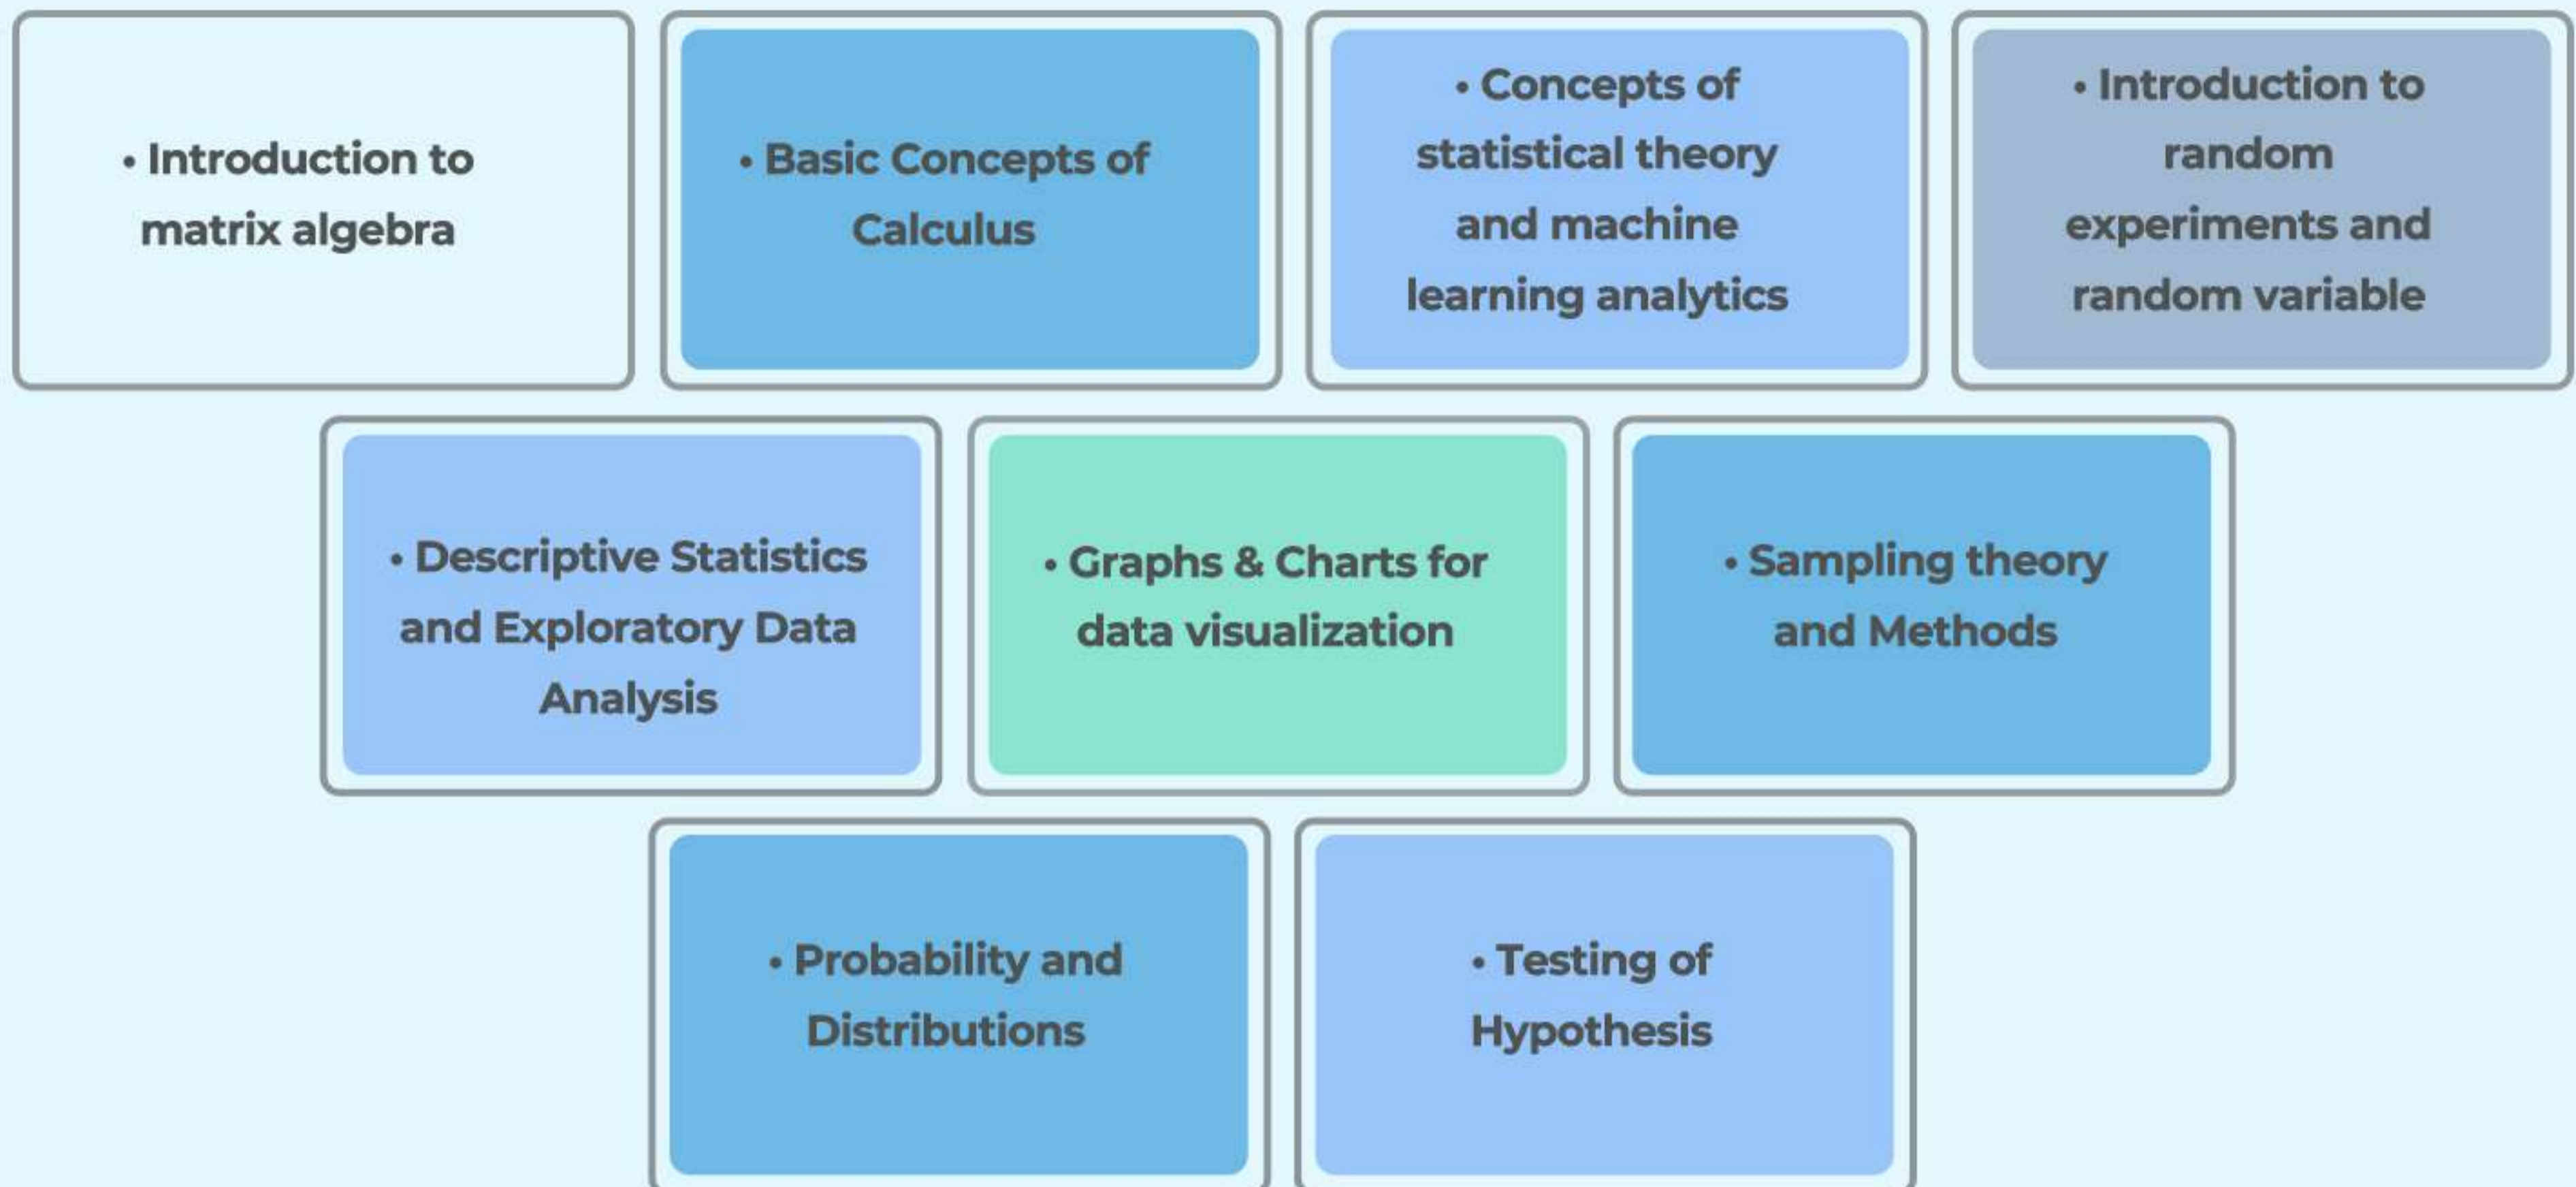 • Introduction to
matrix algebra
• Basic Concepts of
Calculus
• Concepts of
statistical theory
and machine
learning analytics
• Introduction to
random
experiments and
random variable
• Descriptive Statistics
and Exploratory Data
Analysis
• Graphs & Charts for
data visualization
• Sampling theory
and Methods
• Probability and
Distributions
• Testing of
Hypothesis